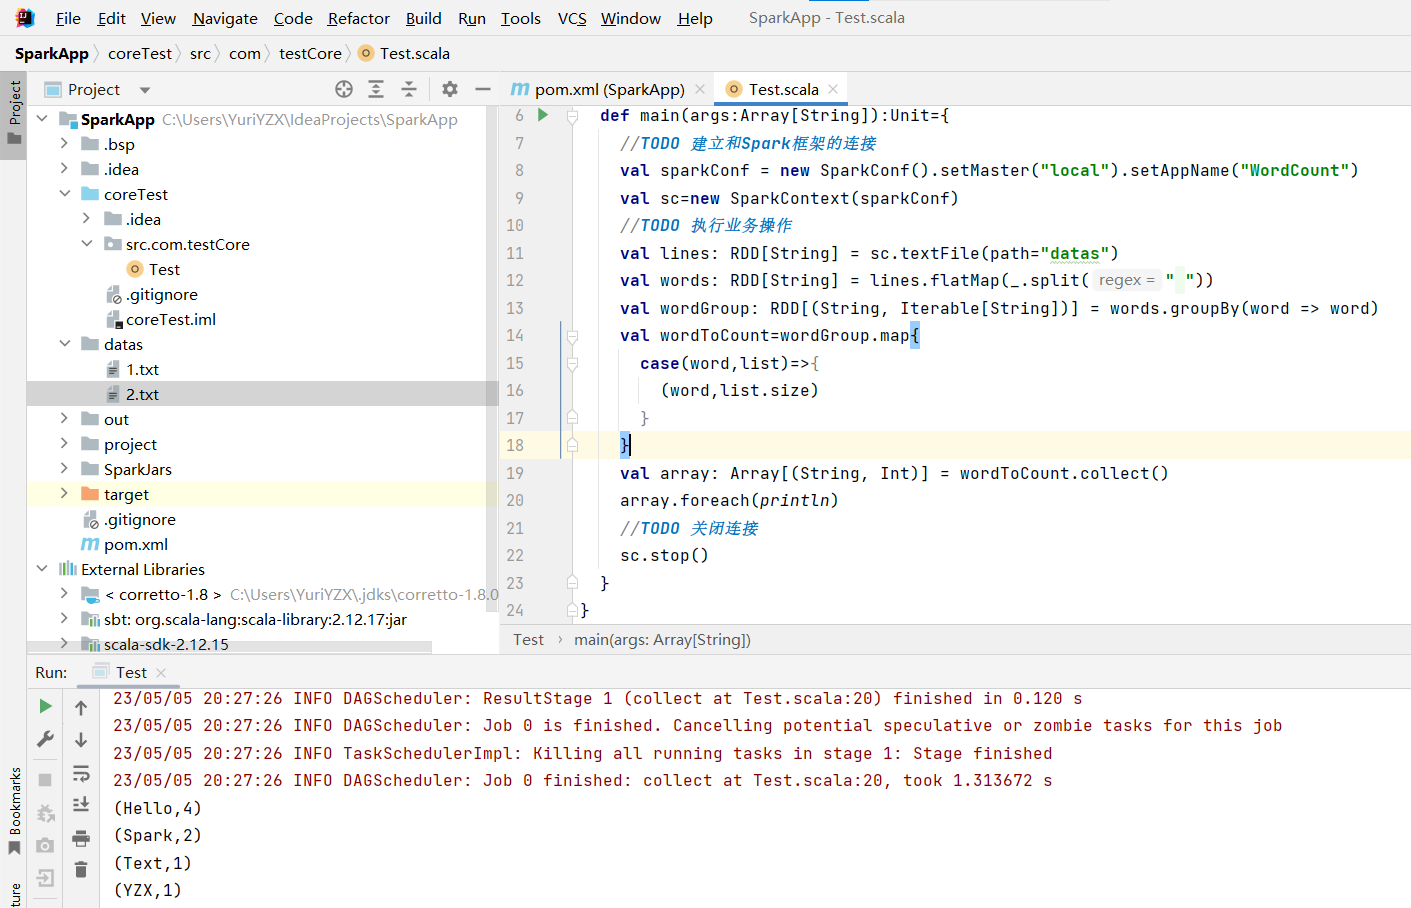 File Edit View Navigate Code Refactor Build Run Tools VCS Window Help SparkApp - Test.scala
SparkApp coreTest src com testCore Test.scala
Project
Project
SparkApp C:\Users\YuriYZX\IdeaProjects\SparkApp
.bsp
.idea
coreTest
.idea
src.com.testCore
Test
.gitignore
coreTest.iml
datas
1.txt
2.txt
out
project
SparkJars
target
.gitignore
pom.xml
External Libraries
< corretto-1.8 > C:\Users\YuriYZX\.jdks\corretto-1.8.0
sbt: org.scala-lang:scala-library:2.12.17:jar
scala-sdk-2.12.15
pom.xml (SparkApp) Test.scala
6 def main(args:Array[String]):Unit={
7 //TODO 建立和Spark框架的连接
8 val sparkConf = new SparkConf().setMaster("local").setAppName("WordCount")
9 val sc=new SparkContext(sparkConf)
10 //TODO 执行业务操作
11 val lines: RDD[String] = sc.textFile(path="datas")
12 val words: RDD[String] = lines.flatMap(_.split( regex = " "))
13 val wordGroup: RDD[(String, Iterable[String])] = words.groupBy(word => word)
14 val wordToCount=wordGroup.map{
15 case(word,list)=>{
16 (word,list.size)
17 }
18 }
19 val array: Array[(String, Int)] = wordToCount.collect()
20 array.foreach(println)
21 //TODO 关闭连接
22 sc.stop()
23 }
24 }
Test main(args: Array[String])
Run: Test
23/05/05 20:27:26 INFO DAGScheduler: ResultStage 1 (collect at Test.scala:20) finished in 0.120 s
23/05/05 20:27:26 INFO DAGScheduler: Job 0 is finished. Cancelling potential speculative or zombie tasks for this job
23/05/05 20:27:26 INFO TaskSchedulerImpl: Killing all running tasks in stage 1: Stage finished
23/05/05 20:27:26 INFO DAGScheduler: Job 0 finished: collect at Test.scala:20, took 1.313672 s
(Hello,4)
(Spark,2)
(Text,1)
(YZX,1)
Bookmarks